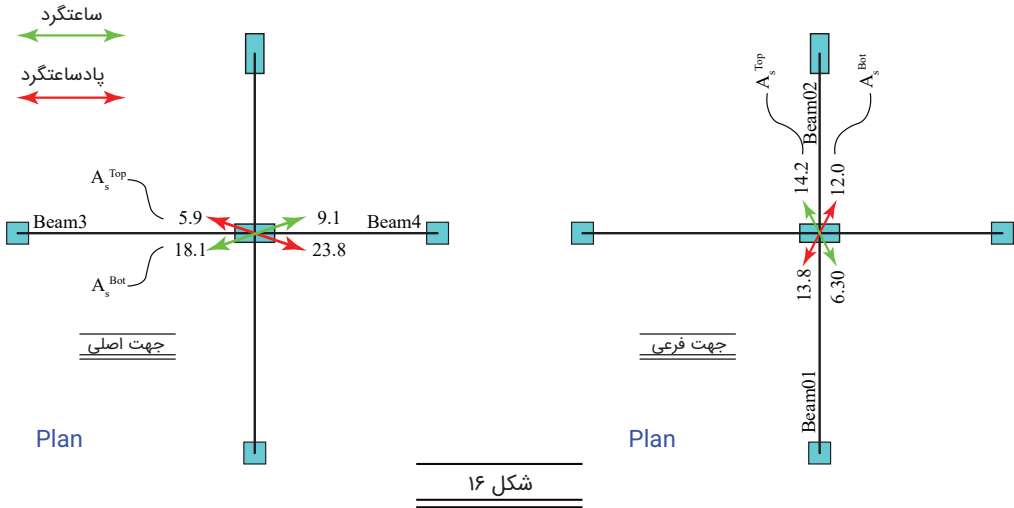 ساعتگرد
پادساعتگرد
A_s^Top
5.9
9.1
Beam3
Beam4
18.1
23.8
A_s^Bot
جهت اصلی
Plan
A_s^Top
A_s^Bot
Beam02
14.2
12.0
13.8
6.30
جهت فرعی
Beam01
Plan
شکل ۱۶